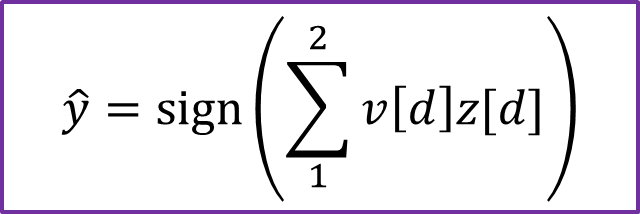 ŷ = sign(∑₁² v[d]z[d])